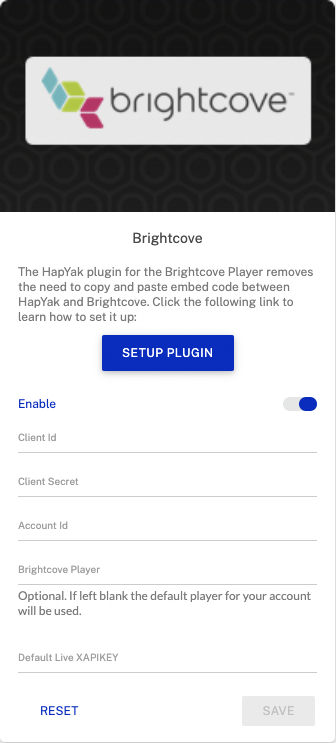 brightcove™
Brightcove
The HapYak plugin for the Brightcove Player removes
the need to copy and paste embed code between
HapYak and Brightcove. Click the following link to
learn how to set it up:
SETUP PLUGIN
Enable
Client Id
Client Secret
Account Id
Brightcove Player
Optional. If left blank the default player for your account
will be used.
Default Live XAPIKEY
RESET SAVE